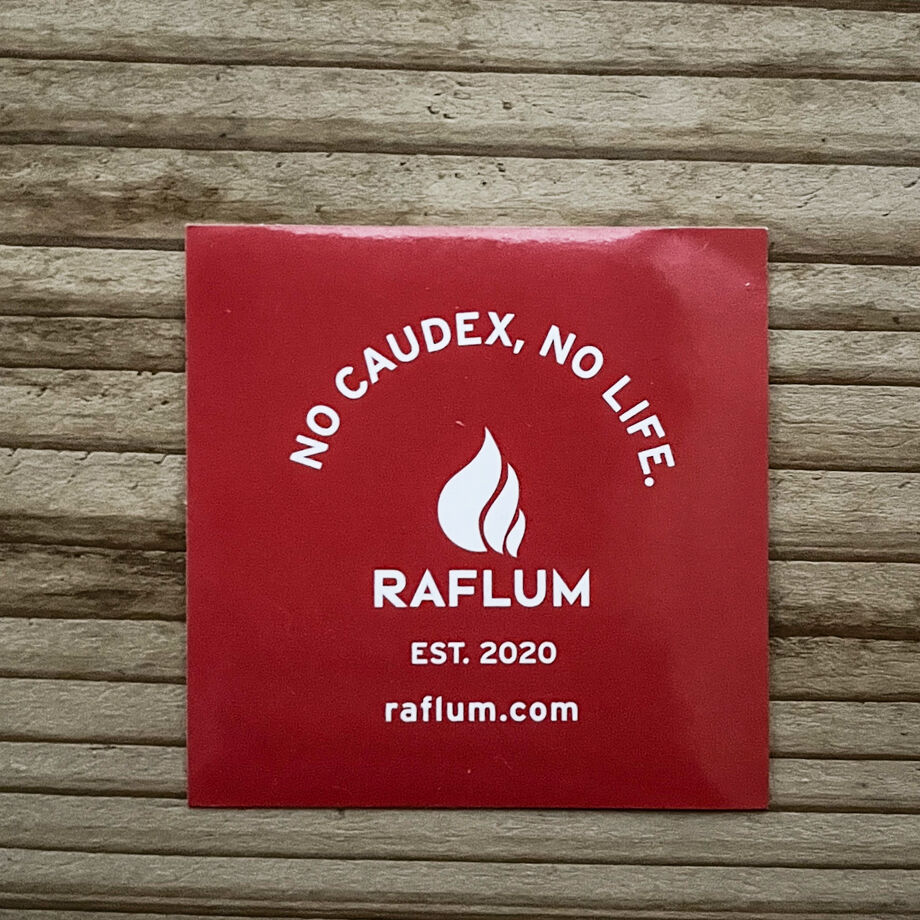 NO CAUDEX, NO LIFE.
RAFLUM
EST. 2020
raflum.com